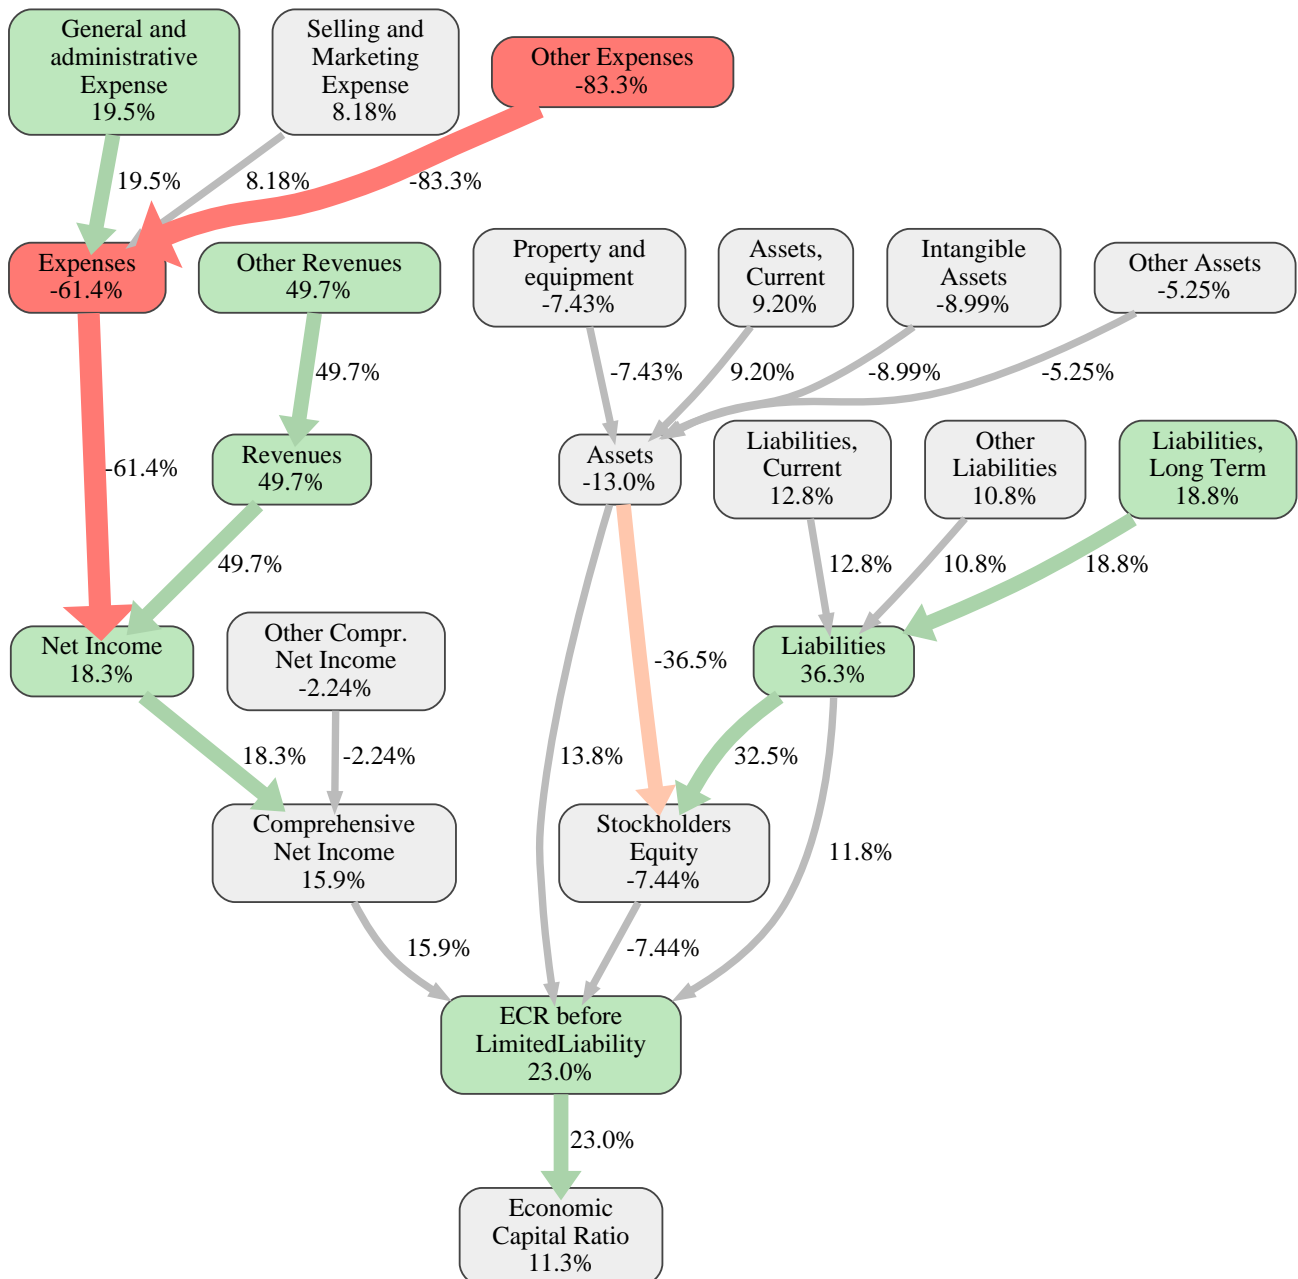 General and
administrative
Expense
19.5%
Selling and
Marketing
Expense
8.18%
Other Expenses
-83.3%
19.5%
8.18%
-83.3%
Expenses
-61.4%
Other Revenues
49.7%
Property and
equipment
-7.43%
Assets,
Current
9.20%
Intangible
Assets
-8.99%
Other Assets
-5.25%
49.7%
-7.43%
9.20%
-8.99%
-5.25%
-61.4%
Revenues
49.7%
Assets
-13.0%
Liabilities,
Current
12.8%
Other
Liabilities
10.8%
Liabilities,
Long Term
18.8%
49.7%
12.8%
10.8%
18.8%
Net Income
18.3%
Other Compr.
Net Income
-2.24%
-36.5%
Liabilities
36.3%
18.3%
-2.24%
13.8%
32.5%
Comprehensive
Net Income
15.9%
Stockholders
Equity
-7.44%
11.8%
15.9%
-7.44%
ECR before
LimitedLiability
23.0%
23.0%
Economic
Capital Ratio
11.3%